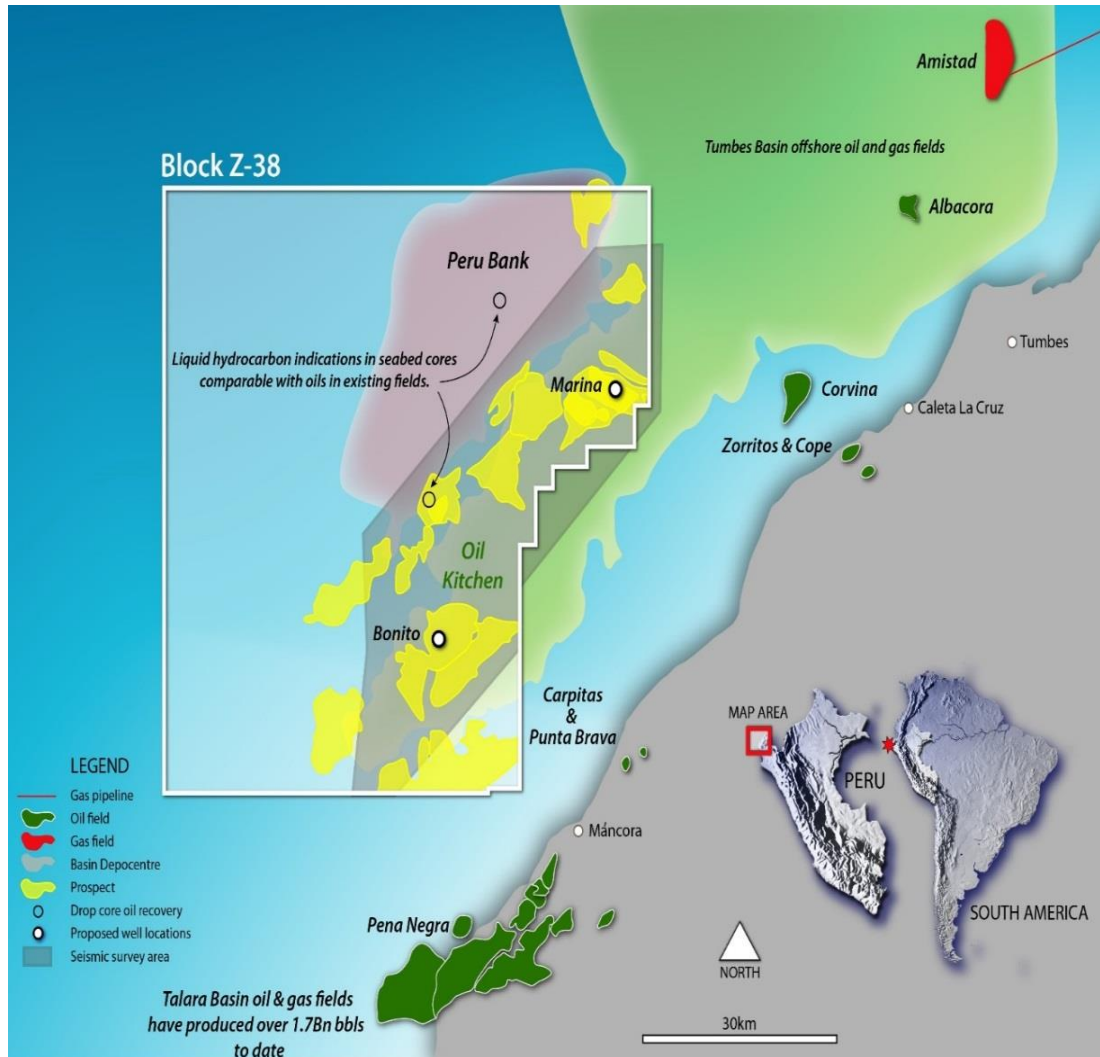 Amistad
Tumbes Basin offshore oil and gas fields
Block Z-38
Albacora
Peru Bank
Tumbes
Liquid hydrocarbon indications in seabed cores
comparable with oils in existing fields.
Marina
Corvina
Caleta La Cruz
Zorritos & Cope
Oil
Kitchen
Bonito
Carpitas
&
Punta Brava
MAP AREA
PERU
SOUTH AMERICA
LEGEND
Gas pipeline
Oil field
Gas field
Basin Depocentre
Prospect
Drop core oil recovery
Proposed well locations
Seismic survey area
Máncora
Pena Negra
NORTH
Talara Basin oil & gas fields
have produced over 1.7Bn bbls
to date
30km